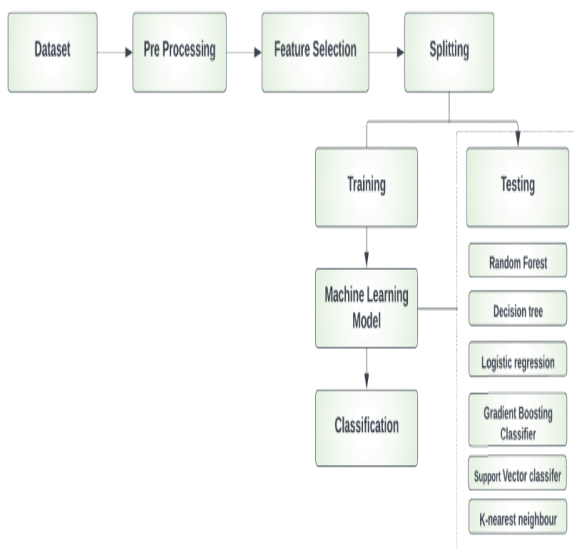 Dataset
Pre Processing
Feature Selection
Splitting
Training
Testing
Machine Learning
Model
Classification
Random Forest
Decision tree
Logistic regression
Gradient Boosting
Classifier
Support Vector classifer
K-nearest neighbour